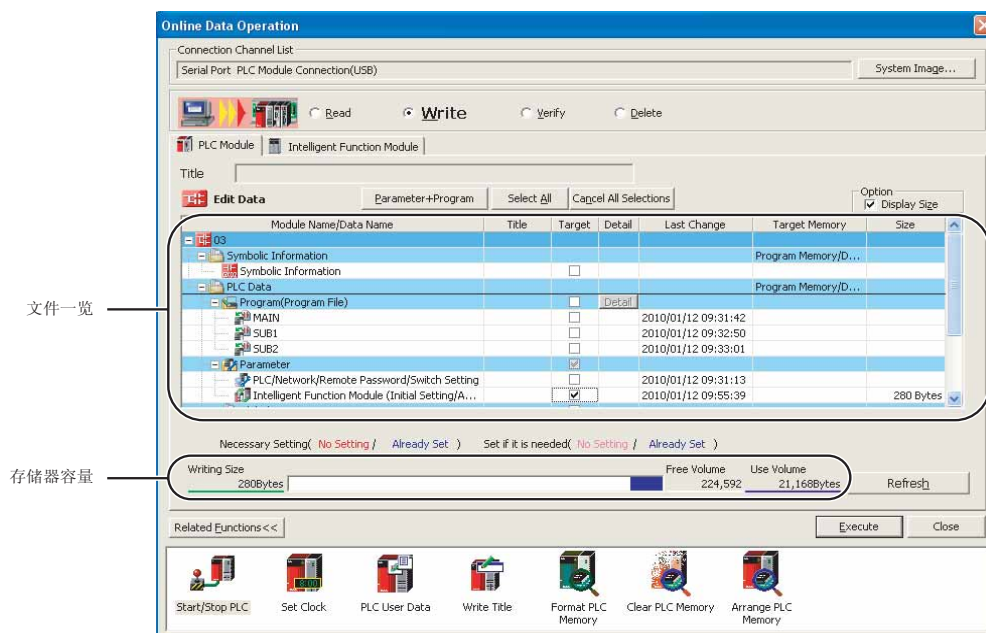 Online Data Operation
Connection Channel List
Serial Port PLC Module Connection(USB)
System Image...
Read
Write
Verify
Delete
PLC Module
Intelligent Function Module
Title
Edit Data
Parameter+Program
Select All
Cancel All Selections
Option
Display Size
Module Name/Data Name Title Target Detail Last Change Target Memory Size
03
Symbolic Information Program Memory/D...
Symbolic Information
PLC Data Program Memory/D...
Program(Program File) Detail
MAIN 2010/01/12 09:31:42
SUB1 2010/01/12 09:32:50
SUB2 2010/01/12 09:33:01
Parameter
PLC/Network/Remote Password/Switch Setting 2010/01/12 09:31:13
Intelligent Function Module (Initial Setting/A... 2010/01/12 09:55:39 280 Bytes
文件一览
Necessary Setting( No Setting / Already Set ) Set if it is needed( No Setting / Already Set )
存储器容量
Writing Size
280Bytes
Free Volume
224,592
Use Volume
21,168Bytes
Refresh
Related Functions<<
Execute
Close
Start/Stop PLC
Set Clock
PLC User Data
Write Title
Format PLC
Memory
Clear PLC Memory
Arrange PLC
Memory